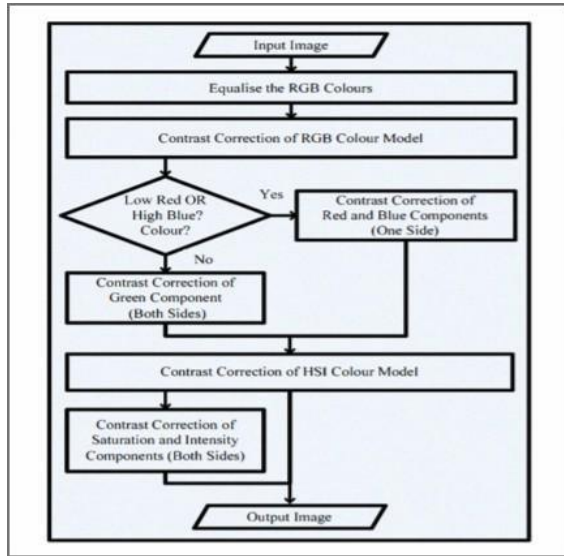 Input Image
Equalise the RGB Colours
Contrast Correction of RGB Colour Model
Low Red OR
High Blue?
Colour?
Yes
Contrast Correction of
Red and Blue Components
(One Side)
No
Contrast Correction of
Green Component
(Both Sides)
Contrast Correction of HSI Colour Model
Contrast Correction of
Saturation and Intensity
Components (Both Sides)
Output Image